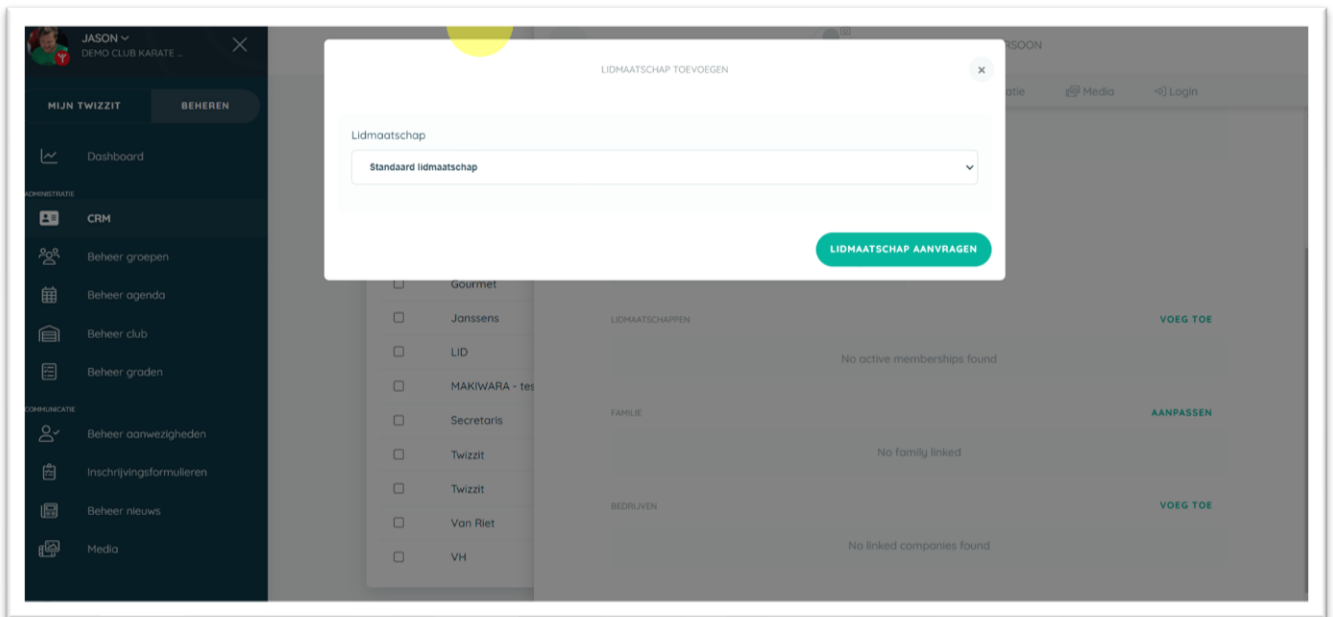 JASON
DEMO CLUB KARATE ...
MIJN TWIZZIT
BEHEREN
Dashboard
ADMINISTRATIE
CRM
Beheer groepen
Beheer agenda
Beheer club
Beheer graden
COMMUNICATIE
Beheer aanwezigheden
Inschrijvingsformulieren
Beheer nieuws
Media
LIDMAATSCHAP TOEVOEGEN
Lidmaatschap
Standaard lidmaatschap
LIDMAATSCHAP AANVRAGEN
RSOON
atie
Media
Login
Gourmet
Janssens
LID
MAKIWARA - tes
Secretaris
Twizzit
Twizzit
Van Riet
VH
LIDMAATSCHAPPEN
VOEG TOE
No active memberships found
FAMILIE
AANPASSEN
No family linked
BEDRIJVEN
VOEG TOE
No linked companies found